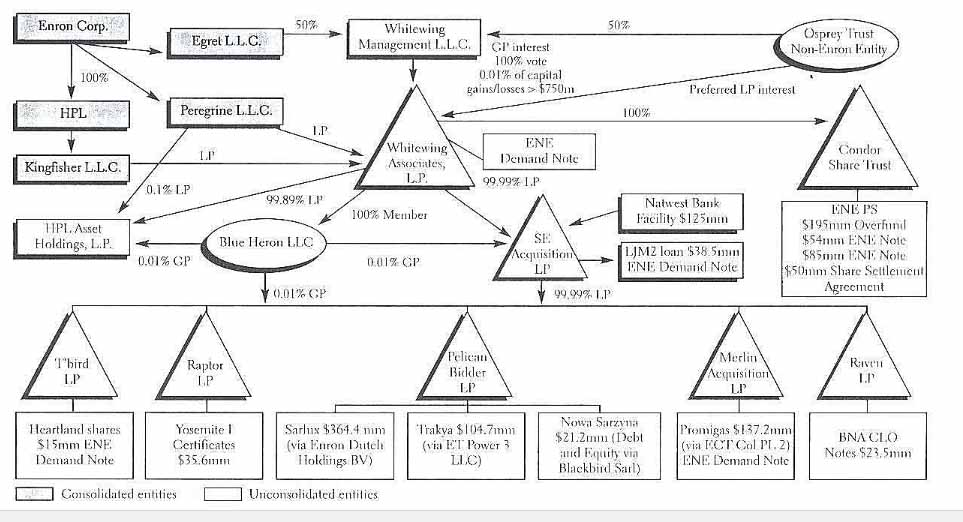 Enron Corp.
50%
Egret L.L.C.
Whitewing
Management L.L.C.
50%
Osprey Trust
Non-Enron Entity
GP interest
100% vote
0.01% of capital
gains/losses > $750m
100%
Preferred LP interest
HPL
Peregrine L.L.C.
100%
LP
Whitewing
Associates,
L.P.
ENE
Demand Note
Condor
Share Trust
Kingfisher L.L.C.
LP
99.99% LP
0.1% LP
99.89% LP
100% Member
Natwest Bank
Facility $125mm
ENE PS
$195mm Overfund
$54mm ENE Note
$85mm ENE Note
$50mm Share Settlement
Agreement
HPL Asset
Holdings, L.P.
Blue Heron LLC
SE
Acquisition
LP
LJM2 loan $38.5mm
ENE Demand Note
0.01% GP
0.01% GP
0.01% GP
99.99% LP
T'bird
LP
Raptor
LP
Pelican
Bidder
LP
Merlin
Acquisition
LP
Raven
LP
Heartland shares
$15mm ENE
Demand Note
Yosemite I
Certificates
$35.6mm
Sarlux $364.4 mm
(via Enron Dutch
Holdings BV)
Trakya $104.7mm
(via ET Power 3
LLC)
Nowa Sarzyna
$21.2mm (Debt
and Equity via
Blackbird Sarl)
Promigas $137.2mm
(via ECT Col PL 2)
ENE Demand Note
BNA CLO
Notes $23.5mm
Consolidated entities
Unconsolidated entities